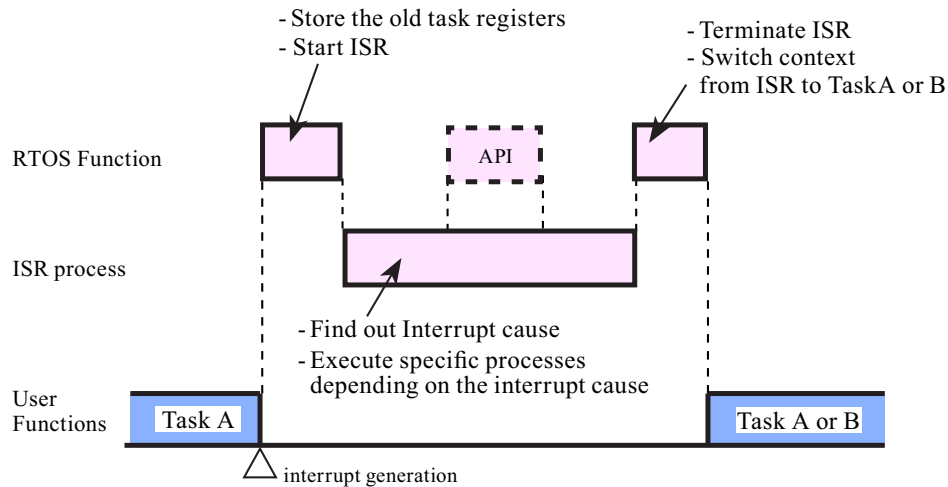 - Store the old task registers
- Start ISR
- Terminate ISR
- Switch context
from ISR to TaskA or B
RTOS Function
API
ISR process
- Find out Interrupt cause
- Execute specific processes
depending on the interrupt cause
User
Functions
Task A
Task A or B
interrupt generation